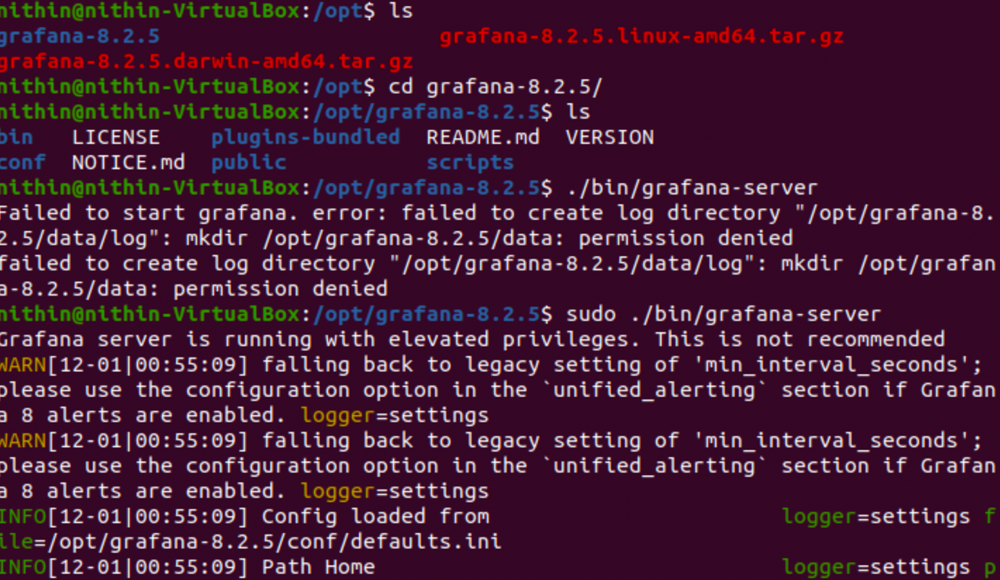 nithin@nithin-VirtualBox:/opt$ ls
grafana-8.2.5 grafana-8.2.5.linux-amd64.tar.gz
grafana-8.2.5.darwin-amd64.tar.gz
nithin@nithin-VirtualBox:/opt$ cd grafana-8.2.5/
nithin@nithin-VirtualBox:/opt/grafana-8.2.5$ ls
bin LICENSE plugins-bundled README.md VERSION
conf NOTICE.md public scripts
nithin@nithin-VirtualBox:/opt/grafana-8.2.5$ ./bin/grafana-server
Failed to start grafana. error: failed to create log directory "/opt/grafana-8.
2.5/data/log": mkdir /opt/grafana-8.2.5/data: permission denied
failed to create log directory "/opt/grafana-8.2.5/data/log": mkdir /opt/grafan
a-8.2.5/data: permission denied
nithin@nithin-VirtualBox:/opt/grafana-8.2.5$ sudo ./bin/grafana-server
Grafana server is running with elevated privileges. This is not recommended
WARN[12-01|00:55:09] falling back to legacy setting of 'min_interval_seconds';
please use the configuration option in the `unified_alerting` section if Grafan
a 8 alerts are enabled. logger=settings
WARN[12-01|00:55:09] falling back to legacy setting of 'min_interval_seconds';
please use the configuration option in the `unified_alerting` section if Grafan
a 8 alerts are enabled. logger=settings
INFO[12-01|00:55:09] Config loaded from logger=settings f
ile=/opt/grafana-8.2.5/conf/defaults.ini
INFO[12-01|00:55:09] Path Home logger=settings p